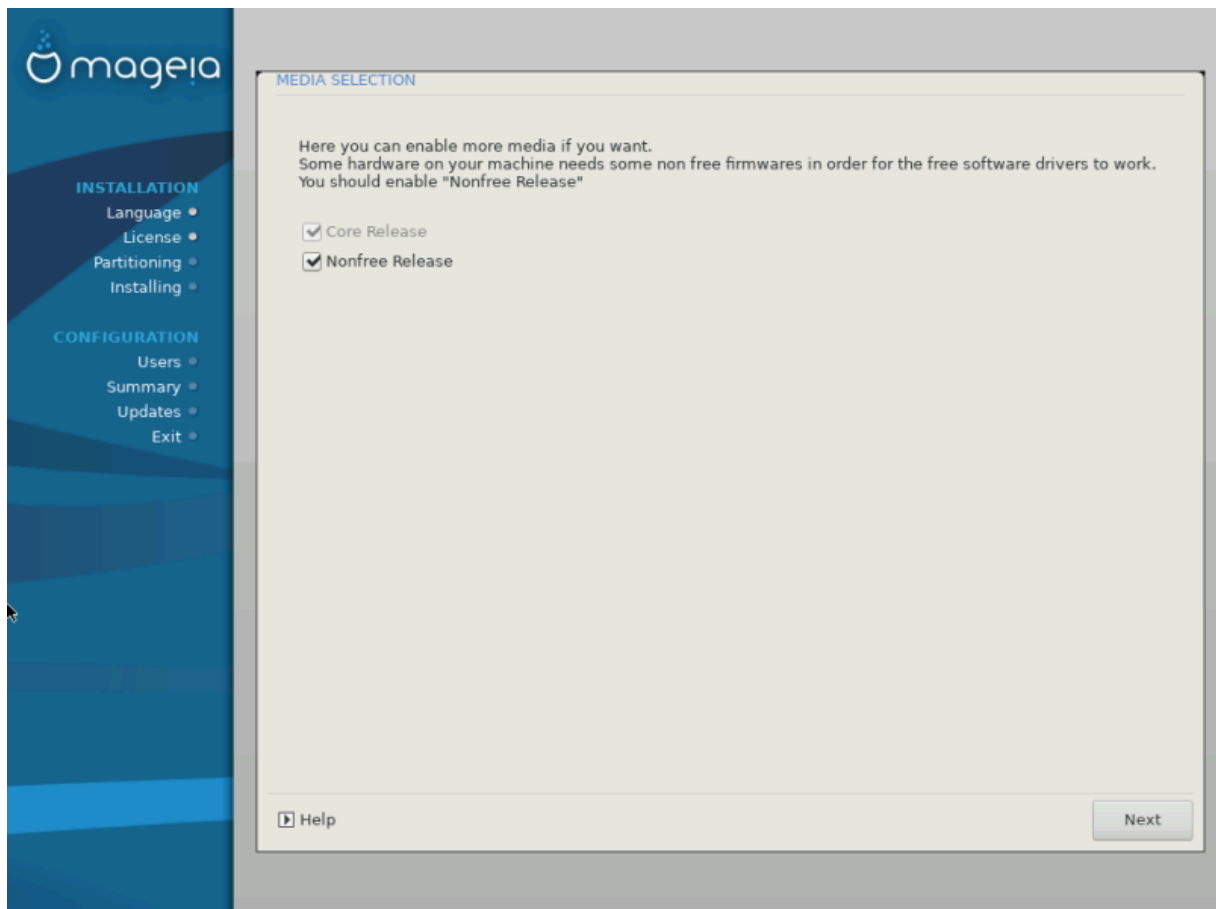 mageia
INSTALLATION
Language
License
Partitioning
Installing
CONFIGURATION
Users
Summary
Updates
Exit
MEDIA SELECTION
Here you can enable more media if you want.
Some hardware on your machine needs some non free firmwares in order for the free software drivers to work.
You should enable "Nonfree Release"
Core Release
Nonfree Release
Help
Next